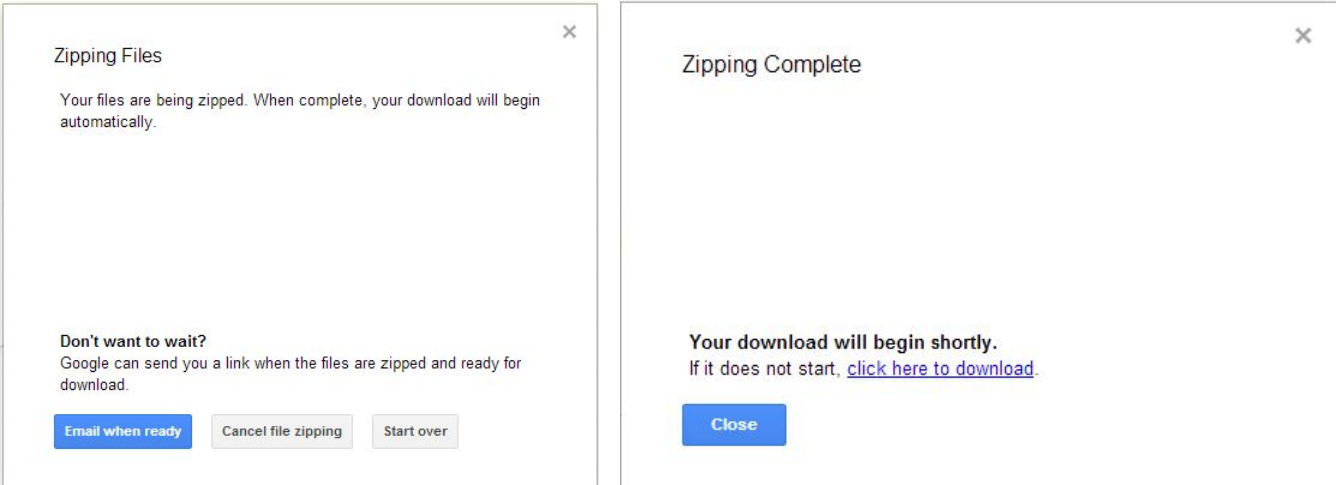 Zipping Files
Your files are being zipped. When complete, your download will begin
automatically.
Don't want to wait?
Google can send you a link when the files are zipped and ready for
download.
Email when ready
Cancel file zipping
Start over
Zipping Complete
Your download will begin shortly.
If it does not start, click here to download.
Close